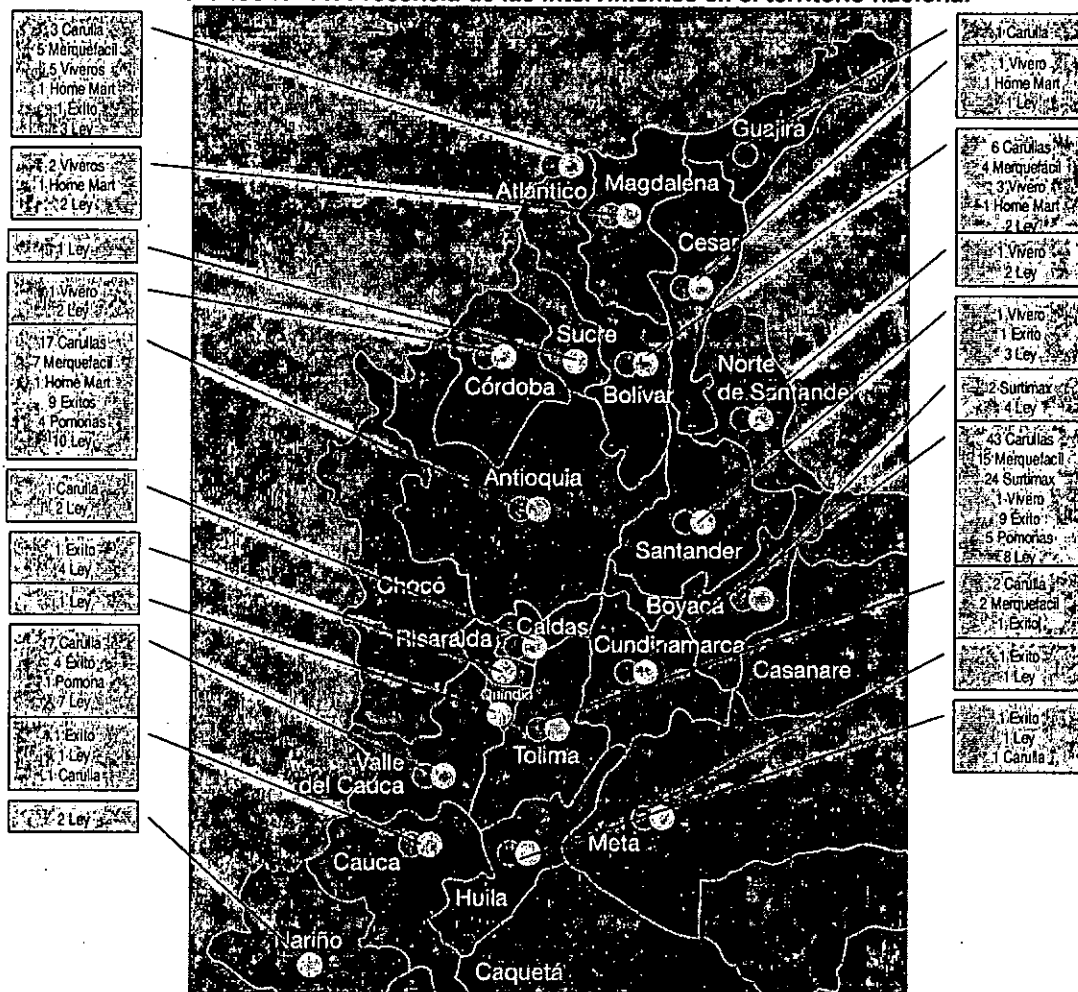 Presencia de las intervinientes en el territorio nacional
3 Carulla
5 Merquefacil
5 Viveros
1 Home Mart
1 Exito
3 Ley
2 Viveros
1 Home Mart
2 Ley
1 Ley
1 Vivero
2 Ley
17 Carullas
7 Merquefacil
1 Home Mart
9 Exitos
4 Pomonas
10 Ley
1 Carulla
2 Ley
1 Exito
4 Ley
1 Ley
7 Carulla
4 Exito
1 Pomona
7 Ley
1 Exito
1 Ley
1 Carulla
2 Ley
Guajira
Atlántico
Magdalena
Cesar
Sucre
Córdoba
Bolívar
Norte
de Santander
Antioquia
Santander
Chocó
Boyacá
Caldas
Risaralda
Cundinamarca
Casanare
Quindío
Tolima
Valle
del Cauca
Meta
Cauca
Huila
Nariño
Caquetá
1 Carulla
1 Vivero
1 Home Mart
1 Ley
6 Carullas
4 Merquefacil
3 Vivero
1 Home Mart
2 Ley
1 Vivero
2 Ley
1 Vivero
1 Exito
3 Ley
2 Surtimax
4 Ley
43 Carullas
15 Merquefacil
24 Surtimax
1 Vivero
9 Exito
5 Pomonas
8 Ley
2 Carulla
2 Merquefacil
1 Exito
1 Exito
1 Ley
1 Exito
1 Ley
1 Carulla